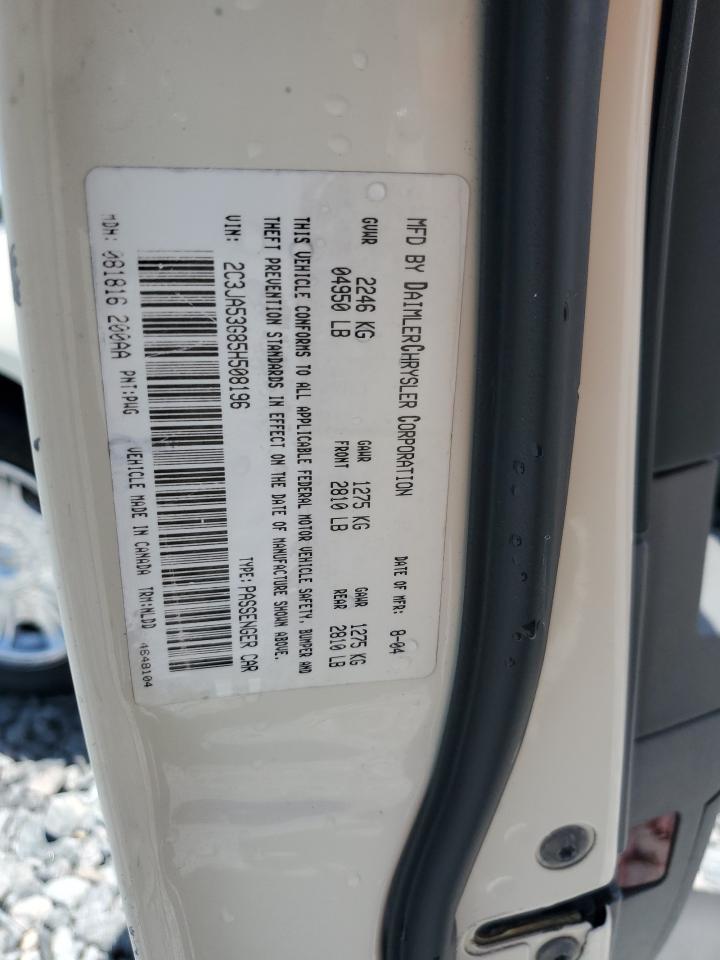 MFD BY DAIMLERCHRYSLER CORPORATION DATE OF MFR: 8-04
GVWR 2246 KG GAWR 1275 KG GAWR 1275 KG
04950 LB FRONT 2810 LB REAR 2810 LB
THIS VEHICLE CONFORMS TO ALL APPLICABLE FEDERAL MOTOR VEHICLE SAFETY, BUMPER AND
THEFT PREVENTION STANDARDS IN EFFECT ON THE DATE OF MANUFACTURE SHOWN ABOVE.
VIN: 2C3JA53G85H508196 TYPE: PASSENGER CAR
MDH: 081816 200AA PNT:PWG VEHICLE MADE IN CANADA TRM:NLDD 4648104